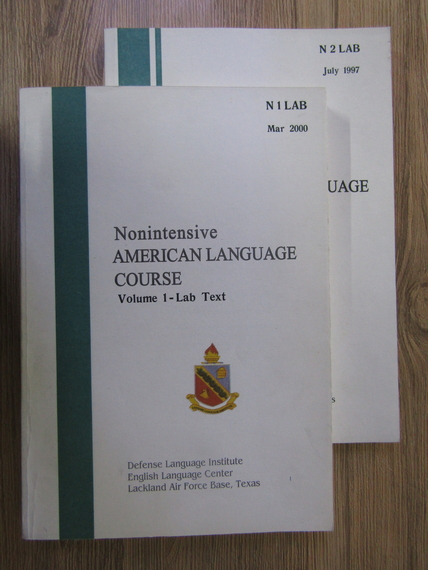 N 2 LAB
July 1997
UAGE
s
N 1 LAB
Mar 2000
Nonintensive
AMERICAN LANGUAGE
COURSE
Volume 1 - Lab Text
Defense Language Institute
English Language Center
Lackland Air Force Base, Texas